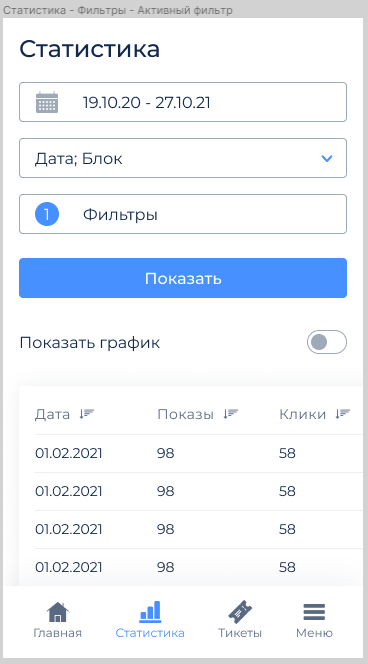 Статистика - Фильтры - Активный фильтр
Статистика
19.10.20 - 27.10.21
Дата; Блок
1 Фильтры
Показать
Показать график
Дата Показы Клики
01.02.2021 98 58
01.02.2021 98 58
01.02.2021 98 58
01.02.2021 98 58
Главная Статистика Тикеты Меню